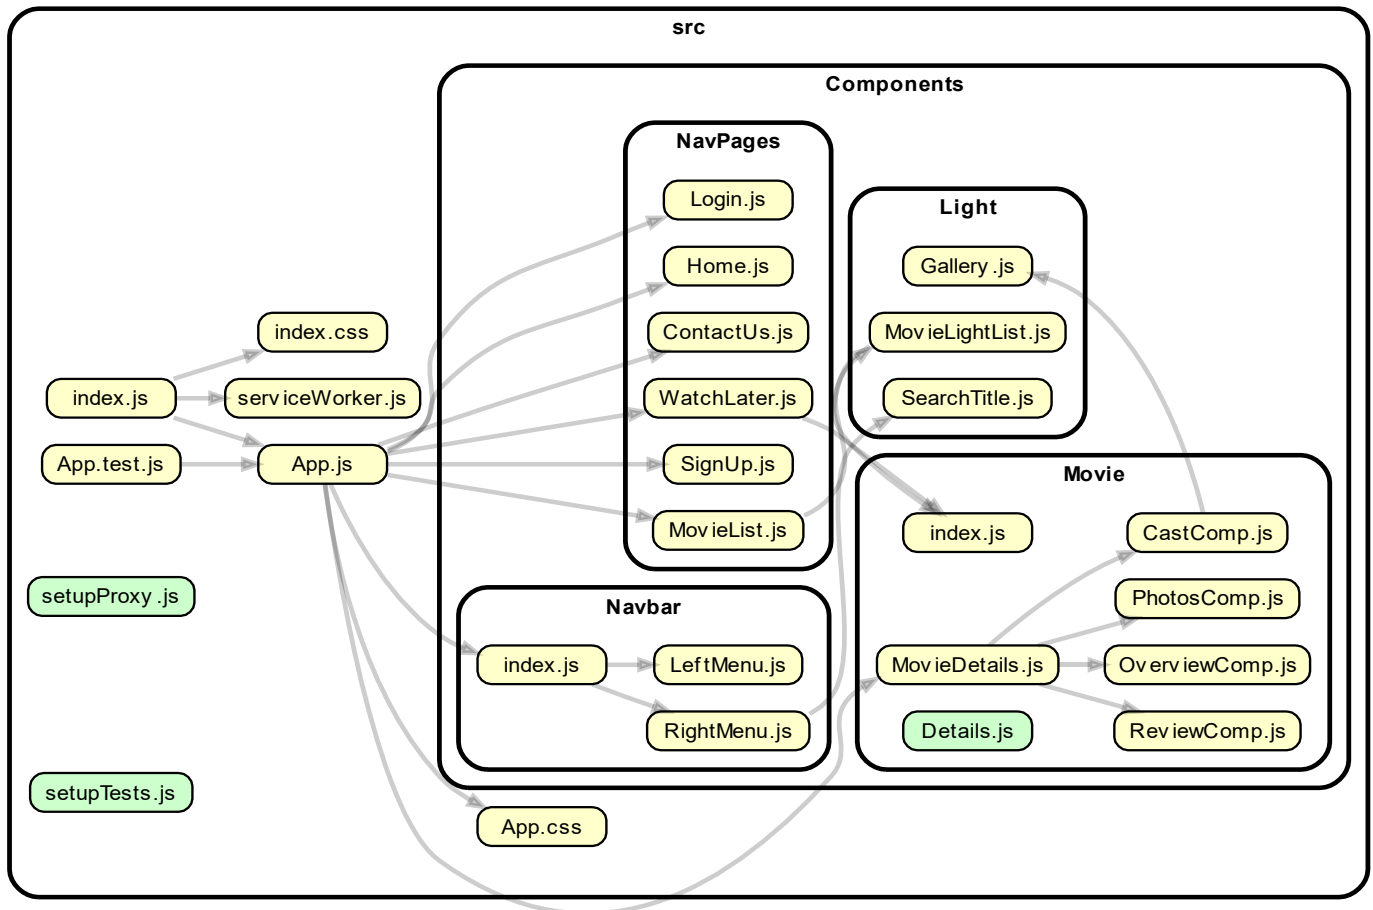 src
Components
NavPages
Login.js
Home.js
ContactUs.js
WatchLater.js
SignUp.js
MovieList.js
Light
Gallery.js
MovieLightList.js
SearchTitle.js
index.css
index.js
serviceWorker.js
App.test.js
App.js
setupProxy.js
setupTests.js
Navbar
index.js
LeftMenu.js
RightMenu.js
App.css
Movie
index.js
CastComp.js
PhotosComp.js
MovieDetails.js
OverviewComp.js
Details.js
ReviewComp.js